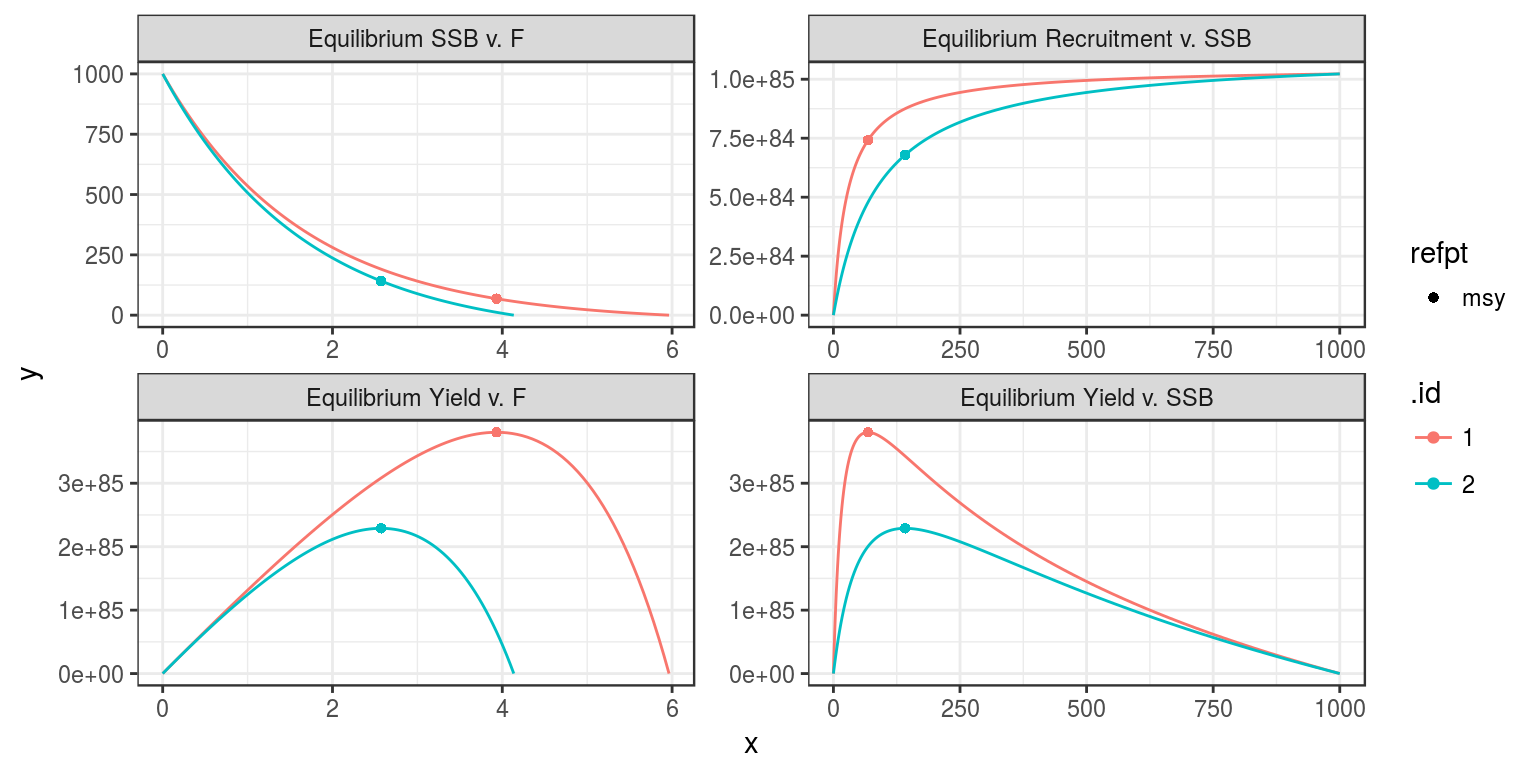 Equilibrium SSB v. F
1000
750
500
250
0
0 2 4 6
Equilibrium Recruitment v. SSB
1.0e+85
7.5e+84
5.0e+84
2.5e+84
0.0e+00
0 250 500 750 1000
Equilibrium Yield v. F
3e+85
2e+85
1e+85
0e+00
0 2 4 6
Equilibrium Yield v. SSB
3e+85
2e+85
1e+85
0e+00
0 250 500 750 1000
y
x
refpt
msy
.id
1
2